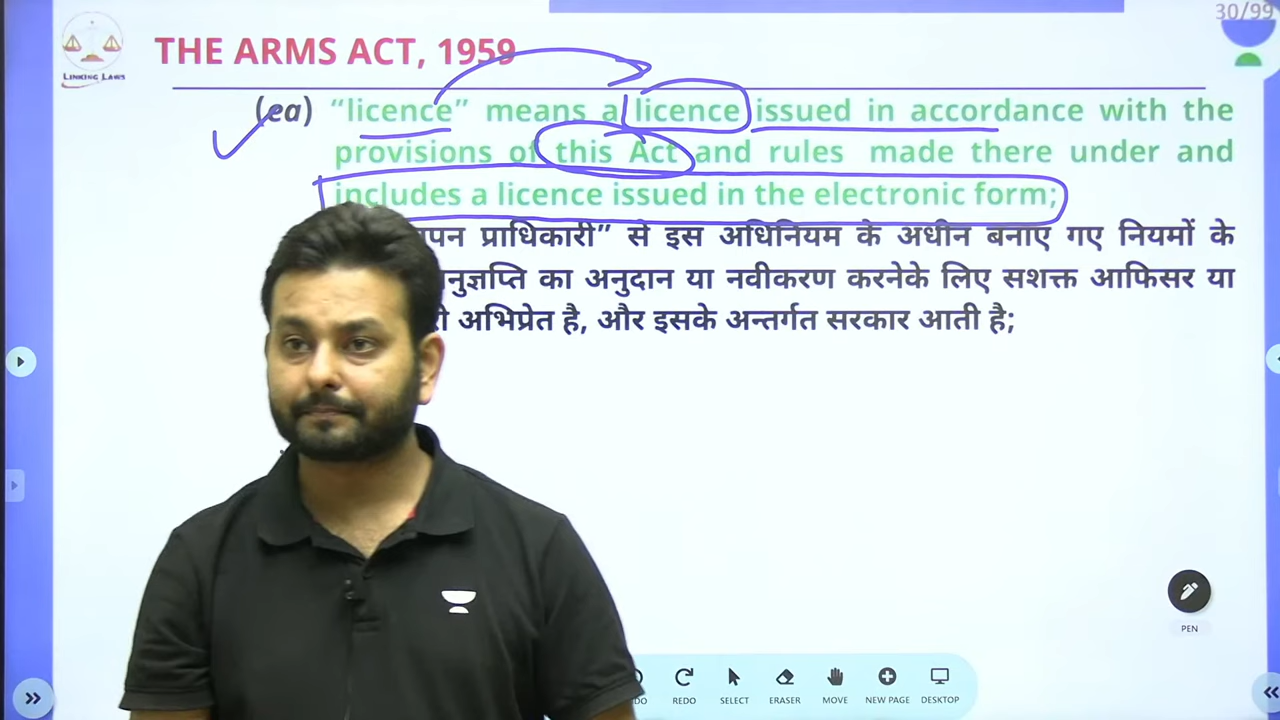 30/99
LINKING LAWS
THE ARMS ACT, 1959
(ea) “licence” means a licence issued in accordance with the
provisions of this Act and rules made there under and
includes a licence issued in the electronic form;
प्राधिकारी” से इस अधिनियम के अधीन बनाए गए नियमों के
का अनुदान या नवीकरण करनेके लिए सशक्त आफिसर या
अभिप्रेत है, और इसके अन्तर्गत सरकार आती है;
PEN
REDO
SELECT
ERASER
MOVE
NEW PAGE
DESKTOP